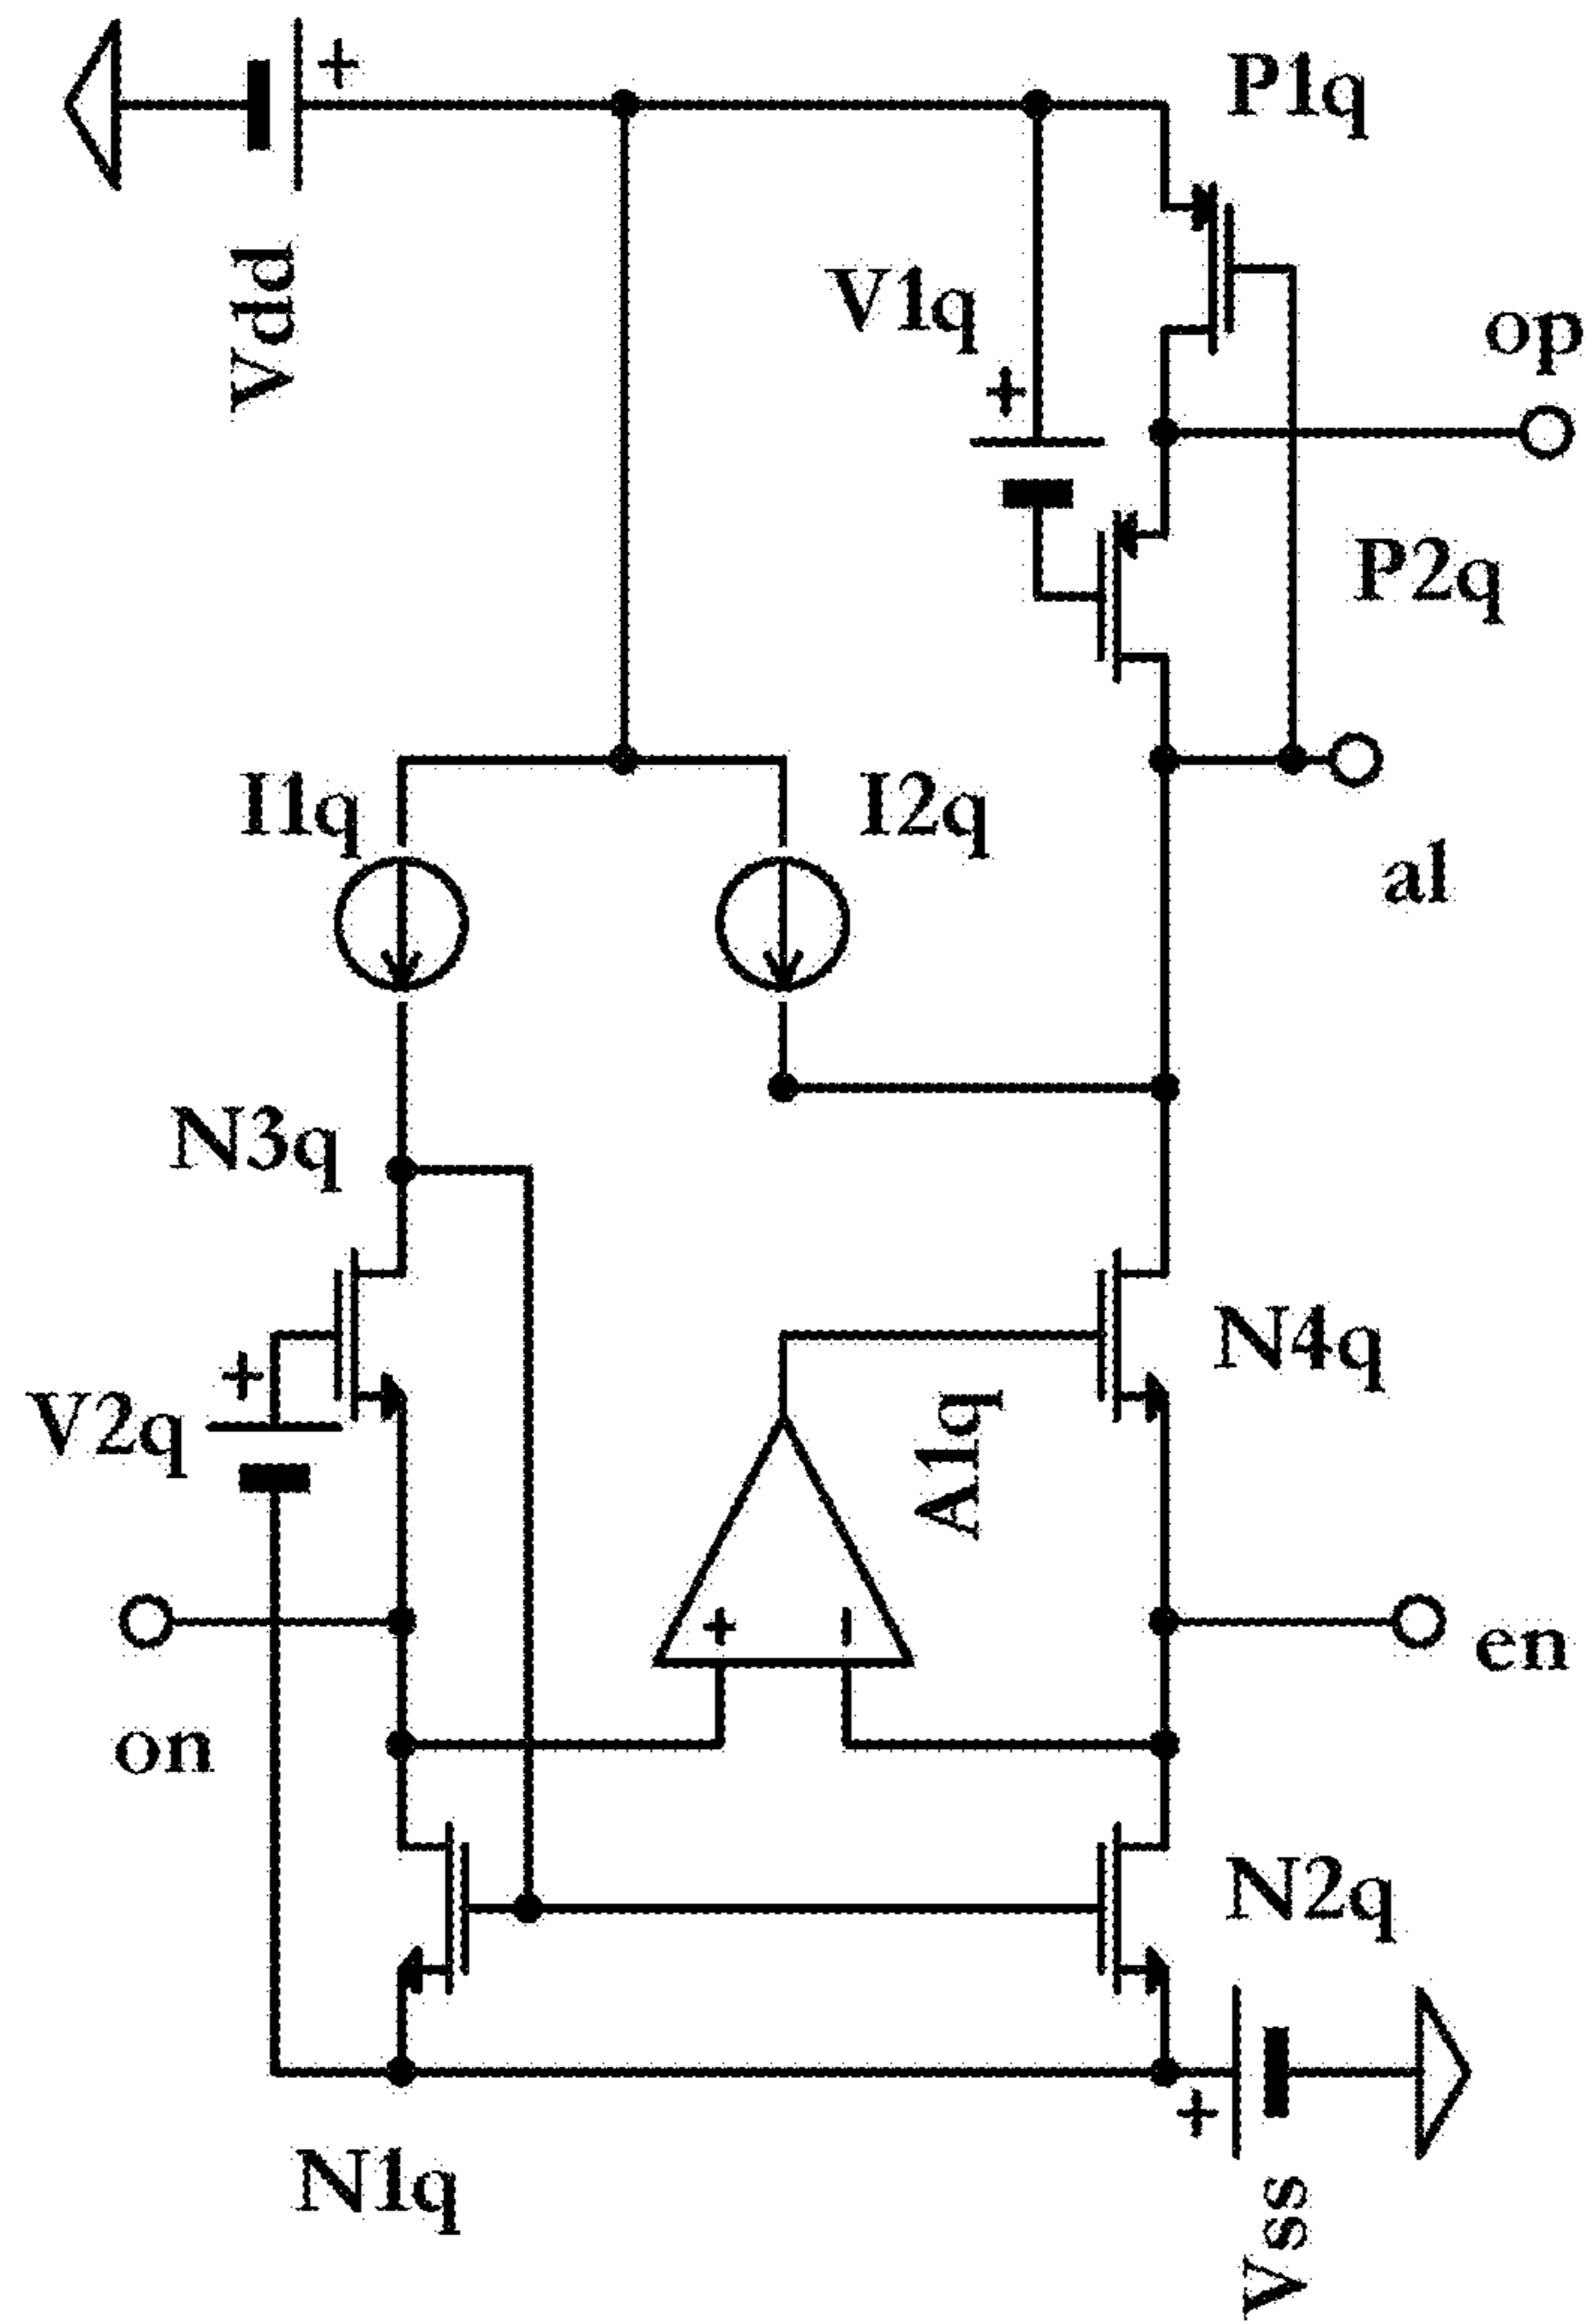 P1q
+
Vdd
V1q
op
+
P2q
I1q
I2q
al
N3q
N4q
+
V2q
A1q
+ −
en
on
N2q
+
N1q
Vss